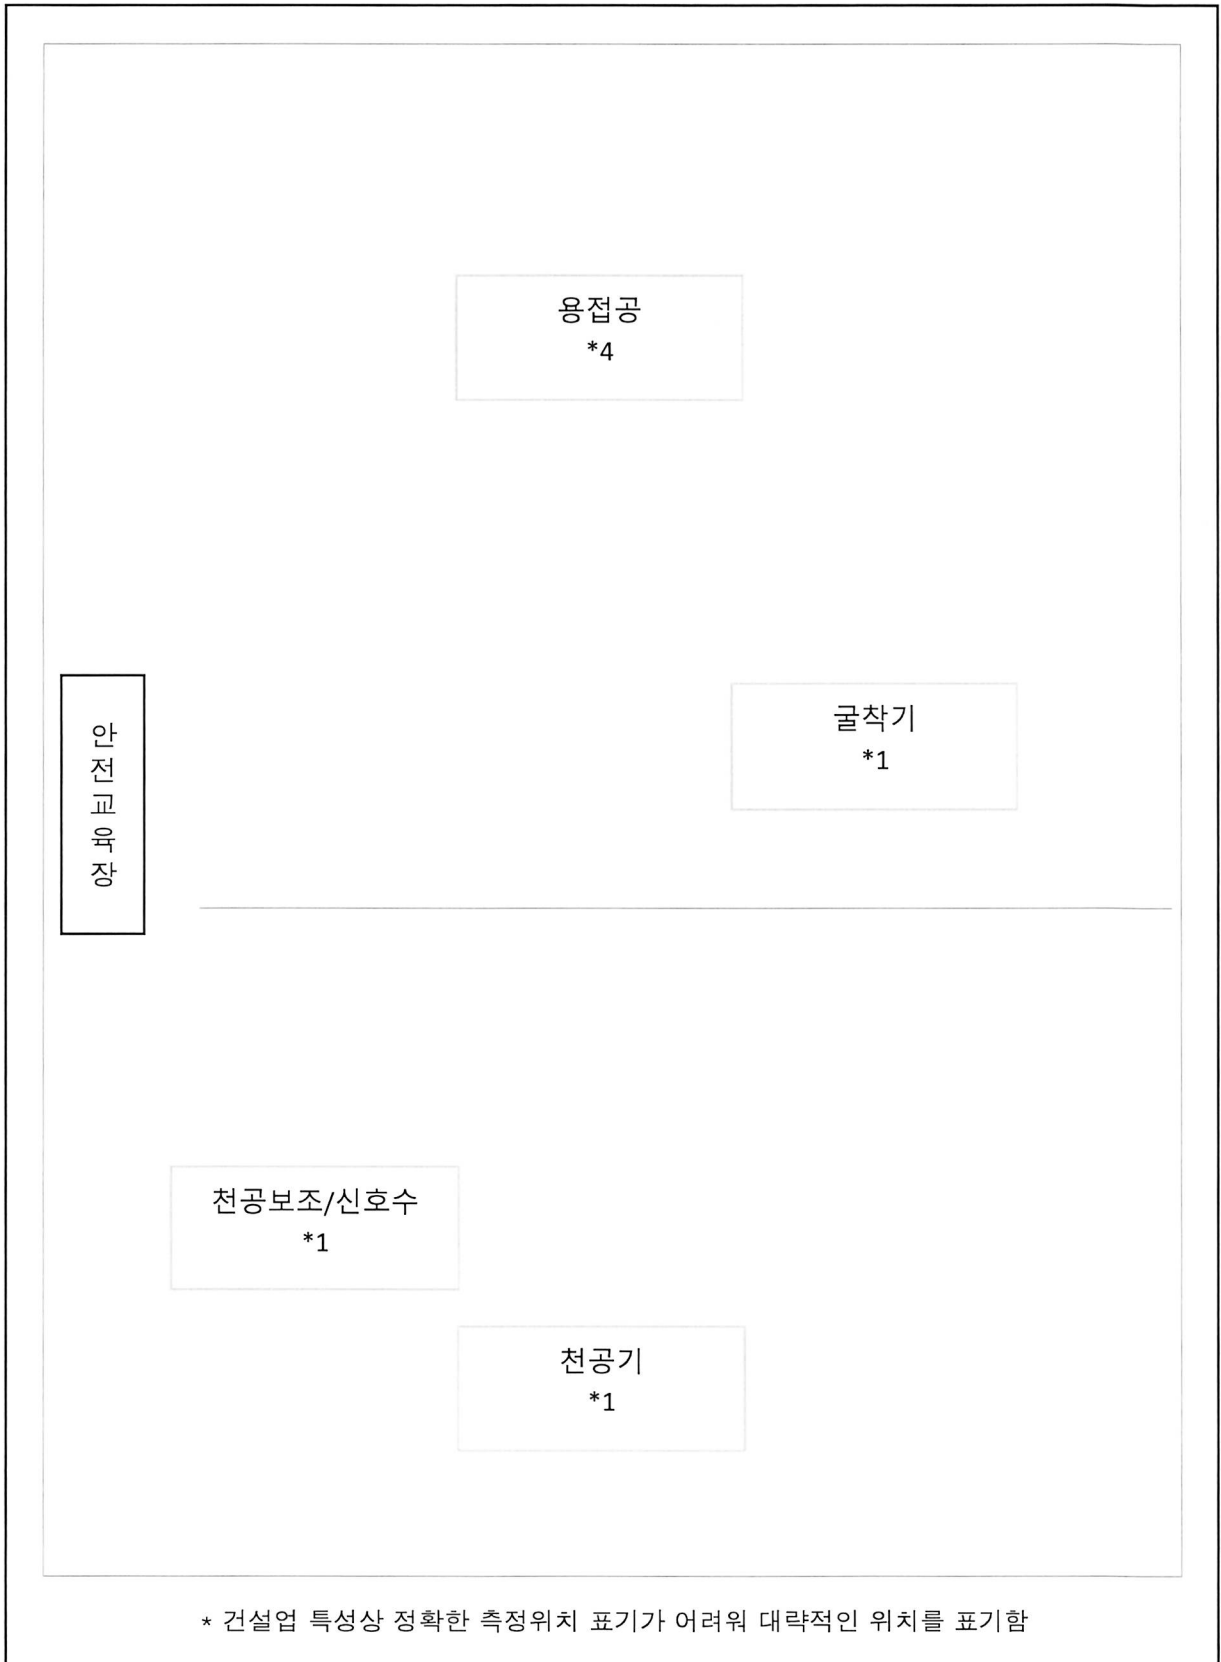 용접공
*4
굴착기
*1
안
전
교
육
장
천공보조/신호수
*1
천공기
*1
* 건설업 특성상 정확한 측정위치 표기가 어려워 대략적인 위치를 표기함